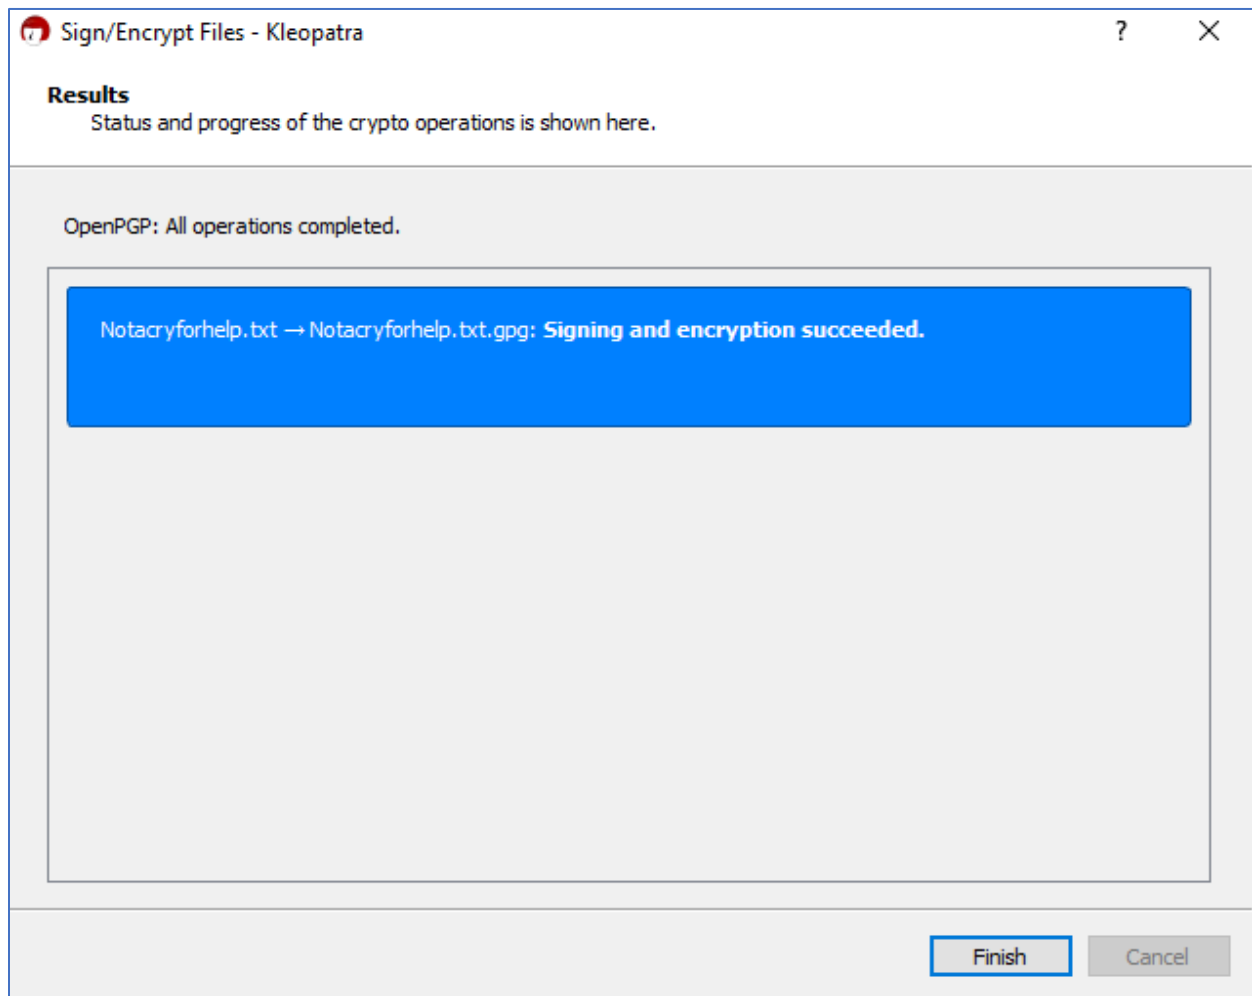 Sign/Encrypt Files - Kleopatra
?
Results
Status and progress of the crypto operations is shown here.
OpenPGP: All operations completed.
Notacryforhelp.txt → Notacryforhelp.txt.gpg: Signing and encryption succeeded.
Finish
Cancel